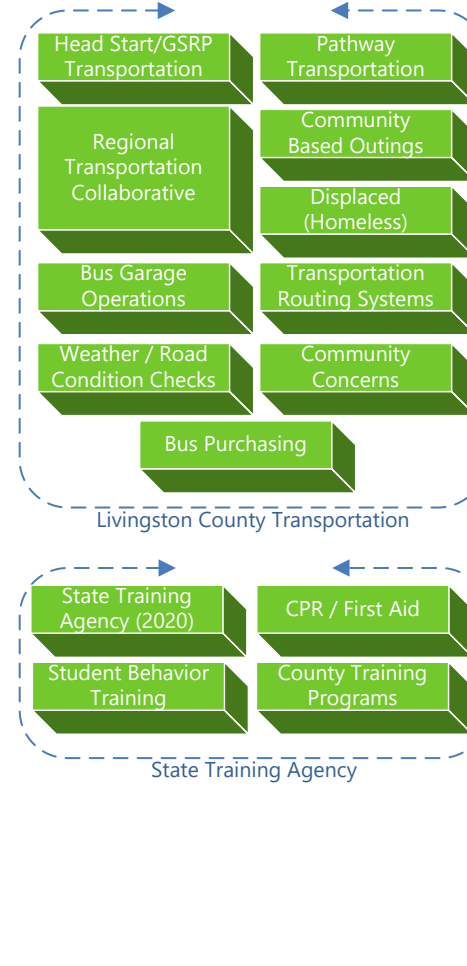 Head Start/GSRP
Transportation
Pathway
Transportation
Regional
Transportation
Collaborative
Community
Based Outings
Displaced
(Homeless)
Bus Garage
Operations
Transportation
Routing Systems
Weather / Road
Condition Checks
Community
Concerns
Bus Purchasing
Livingston County Transportation
State Training
Agency (2020)
CPR / First Aid
Student Behavior
Training
County Training
Programs
State Training Agency